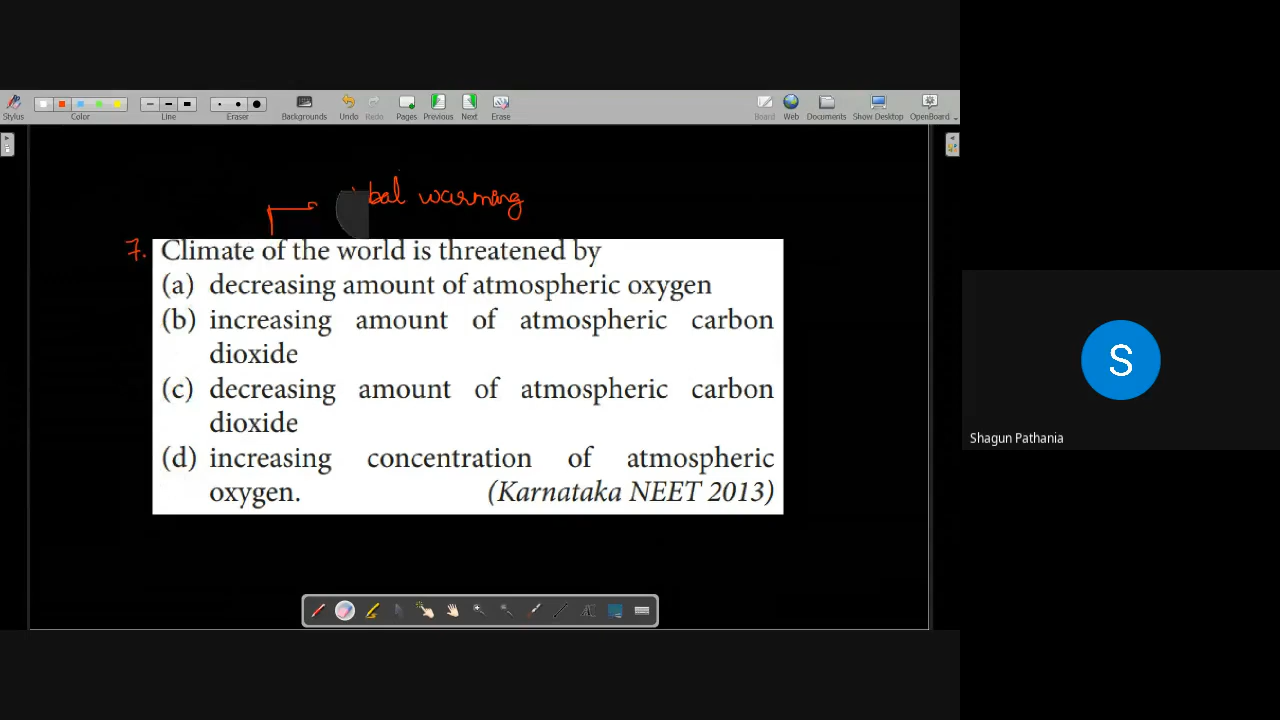 Stylus
Color
Line
Eraser
Backgrounds
Undo
Redo
Pages
Previous
Next
Erase
Board
Web
Documents
Show Desktop
OpenBoard
bal warming
7. Climate of the world is threatened by
(a) decreasing amount of atmospheric oxygen
(b) increasing amount of atmospheric carbon
dioxide
(c) decreasing amount of atmospheric carbon
dioxide
(d) increasing concentration of atmospheric
oxygen. (Karnataka NEET 2013)
S
Shagun Pathania